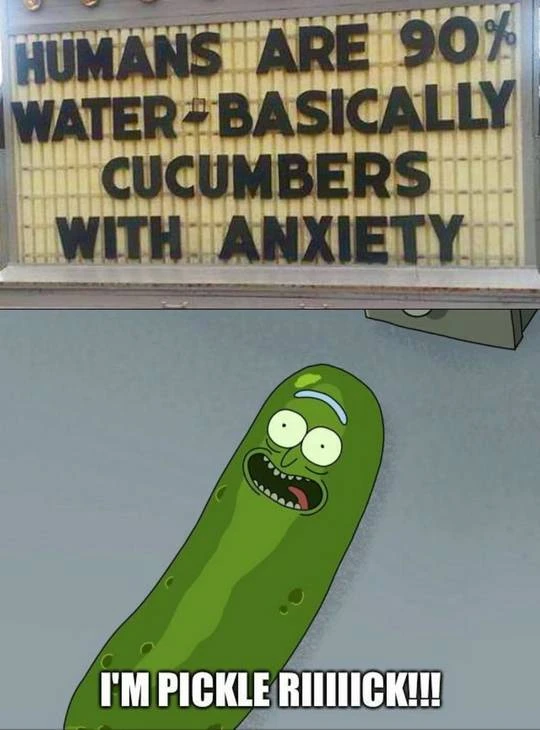 HUMANS ARE 90%
WATER-BASICALLY
CUCUMBERS
WITH ANXIETY
I'M PICKLE RIIIIICK!!!